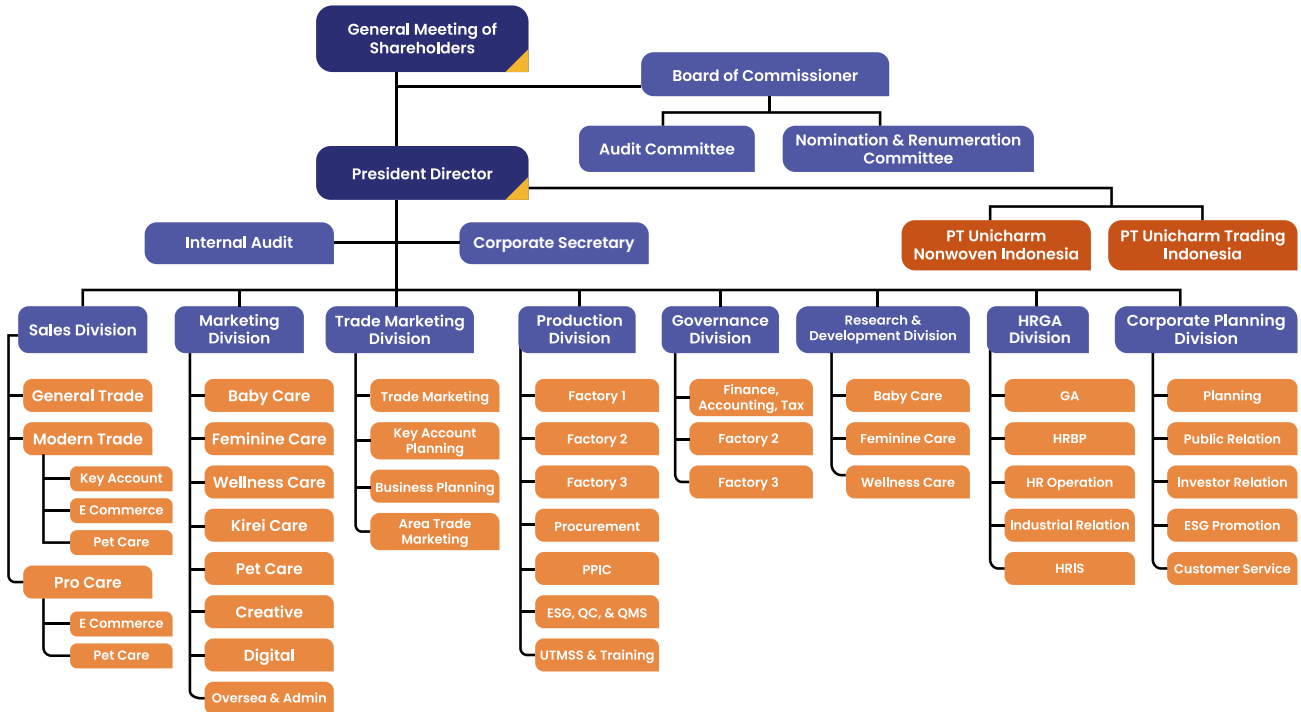 General Meeting of
Shareholders
Board of Commissioner
Audit Committee
Nomination & Renumeration
Committee
President Director
Internal Audit
Corporate Secretary
PT Unicharm
Nonwoven Indonesia
PT Unicharm Trading
Indonesia
Sales Division
General Trade
Modern Trade
Key Account
E Commerce
Pet Care
Pro Care
E Commerce
Pet Care
Marketing
Division
Baby Care
Feminine Care
Wellness Care
Kirei Care
Pet Care
Creative
Digital
Oversea & Admin
Trade Marketing
Division
Trade Marketing
Key Account
Planning
Business Planning
Area Trade
Marketing
Production
Division
Factory 1
Factory 2
Factory 3
Procurement
PPIC
ESG, QC, & QMS
UTMSS & Training
Governance
Division
Finance,
Accounting, Tax
Factory 2
Factory 3
Research &
Development Division
Baby Care
Feminine Care
Wellness Care
HRGA
Division
GA
HRBP
HR Operation
Industrial Relation
HRIS
Corporate Planning
Division
Planning
Public Relation
Investor Relation
ESG Promotion
Customer Service